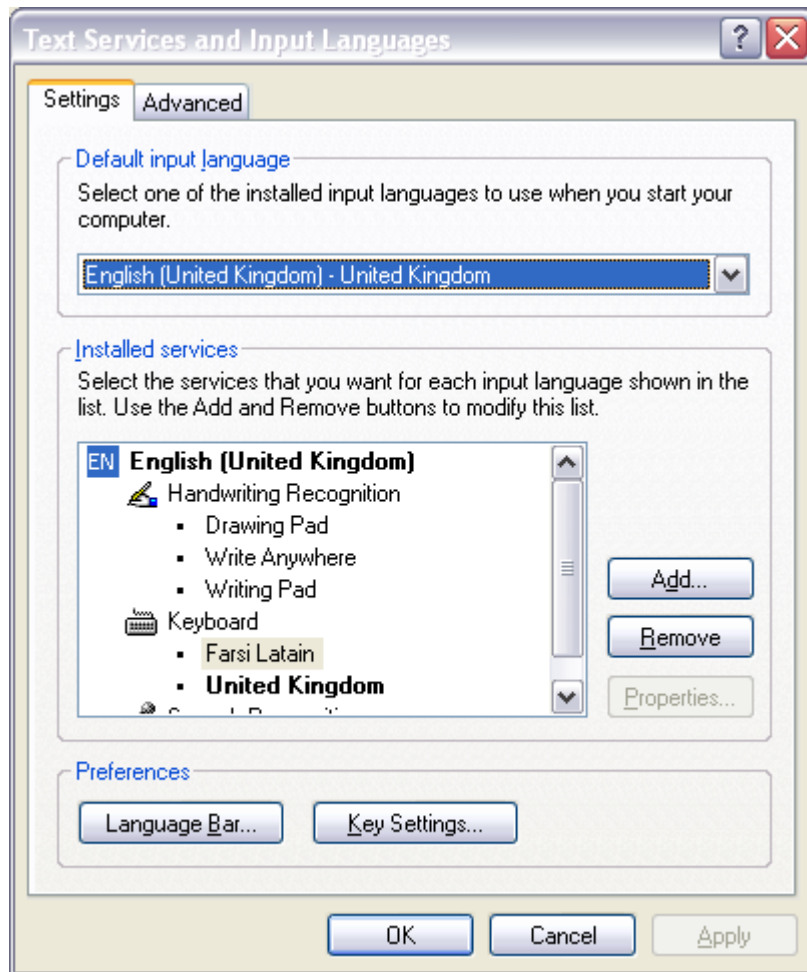 Text Services and Input Languages
Settings
Advanced
Default input language
Select one of the installed input languages to use when you start your
computer.
English (United Kingdom) - United Kingdom
Installed services
Select the services that you want for each input language shown in the
list. Use the Add and Remove buttons to modify this list.
EN English (United Kingdom)
Handwriting Recognition
Drawing Pad
Write Anywhere
Writing Pad
Keyboard
Farsi Latain
United Kingdom
Add...
Remove
Properties...
Preferences
Language Bar...
Key Settings...
OK
Cancel
Apply